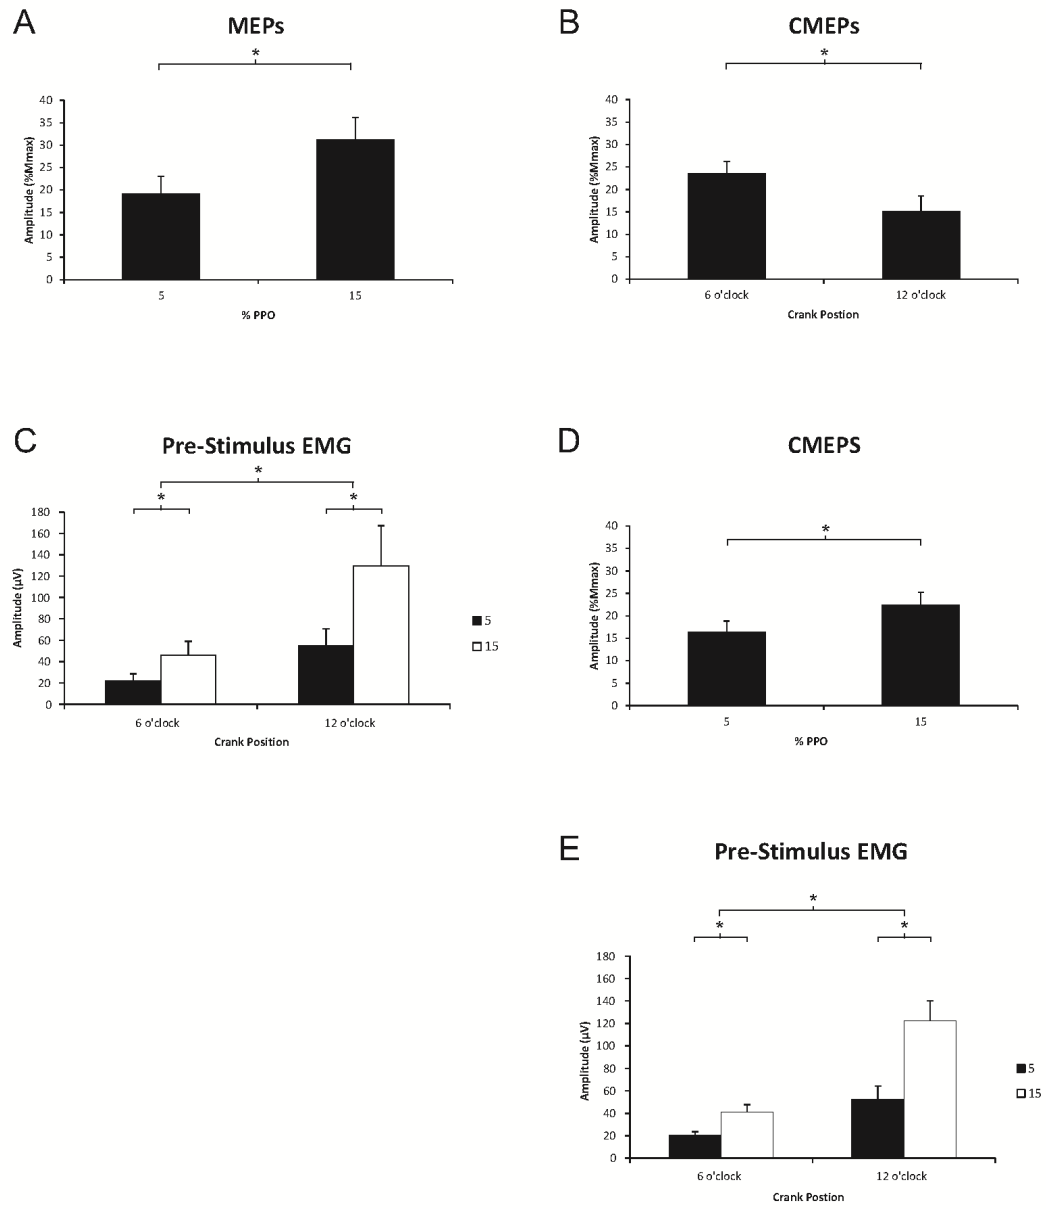 A
MEPs
*
40
35
30
25
20
15
10
5
0
Amplitude (%Mmax)
5
15
% PPO
B
CMEPs
*
40
35
30
25
20
15
10
5
0
Amplitude (%Mmax)
6 o'clock
12 o'clock
Crank Postion
C
Pre-Stimulus EMG
*
*
*
180
160
140
120
100
80
60
40
20
0
Amplitude (µV)
6 o'clock
12 o'clock
Crank Position
5
15
D
CMEPS
*
40
35
30
25
20
15
10
5
0
Amplitude (%Mmax)
5
15
% PPO
E
Pre-Stimulus EMG
*
*
*
180
160
140
120
100
80
60
40
20
0
Amplitude (µV)
6 o'clock
12 o'clock
Crank Postion
5
15